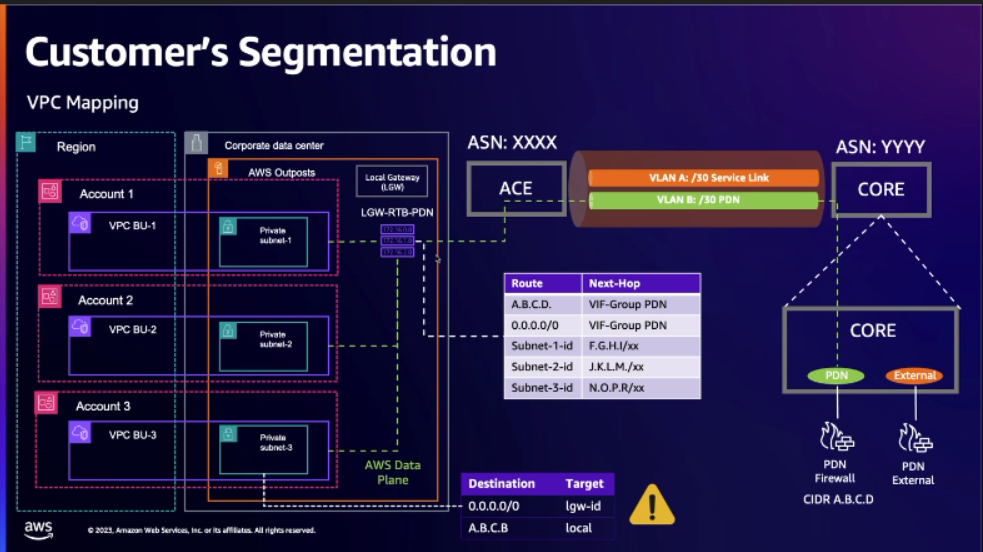 Customer's Segmentation
VPC Mapping
Region
Corporate data center
AWS Outposts
Local Gateway
(LGW)
LGW-RTB-PDN
Account 1
VPC BU-1
Private
subnet-1
Account 2
VPC BU-2
Private
subnet-2
Account 3
VPC BU-3
Private
subnet-3
AWS Data
Plane
ASN: XXXX
ACE
VLAN A: /30 Service Link
VLAN B: /30 PDN
ASN: YYYY
CORE
Route Next-Hop
A.B.C.D. VIF-Group PDN
0.0.0.0/0 VIF-Group PDN
Subnet-1-id F.G.H.I/xx
Subnet-2-id J.K.L.M./xx
Subnet-3-id N.O.P.R/xx
CORE
PDN External
PDN
Firewall
CIDR A.B.C.D
PDN
External
Destination Target
0.0.0.0/0 lgw-id
A.B.C.B local
aws
© 2023, Amazon Web Services, Inc. or its affiliates. All rights reserved.